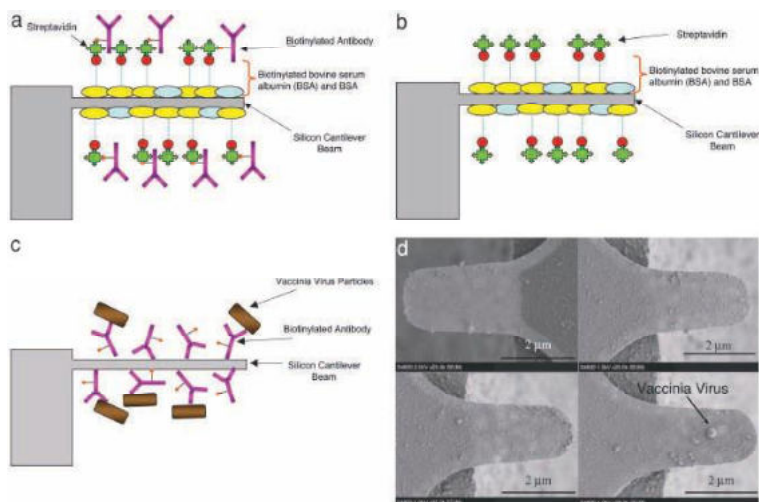 a
Streptavidin
Biotinylated Antibody
Biotinylated bovine serum
albumin (BSA) and BSA
Silicon Cantilever
Beam
b
Streptavidin
Biotinylated bovine serum
albumin (BSA) and BSA
Silicon Cantilever
Beam
c
Vaccinia Virus Particles
Biotinylated Antibody
Silicon Cantilever
Beam
d
2 μm
2 μm
2 μm
Vaccinia Virus
2 μm